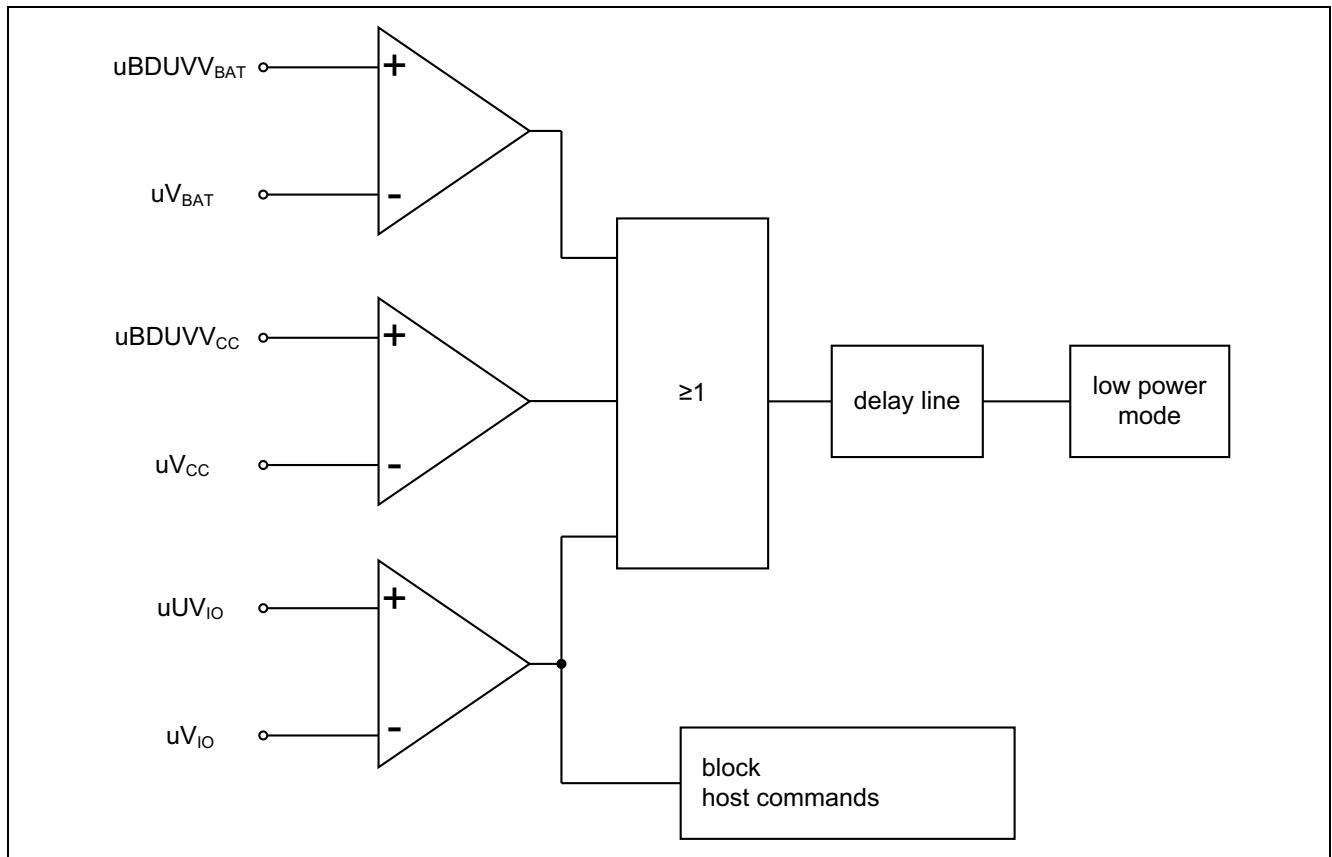 uBDUVV_BAT
+
uV_BAT
-
uBDUVV_CC
+
uV_CC
-
≥1
delay line
low power
mode
uUV_IO
+
uV_IO
-
block
host commands